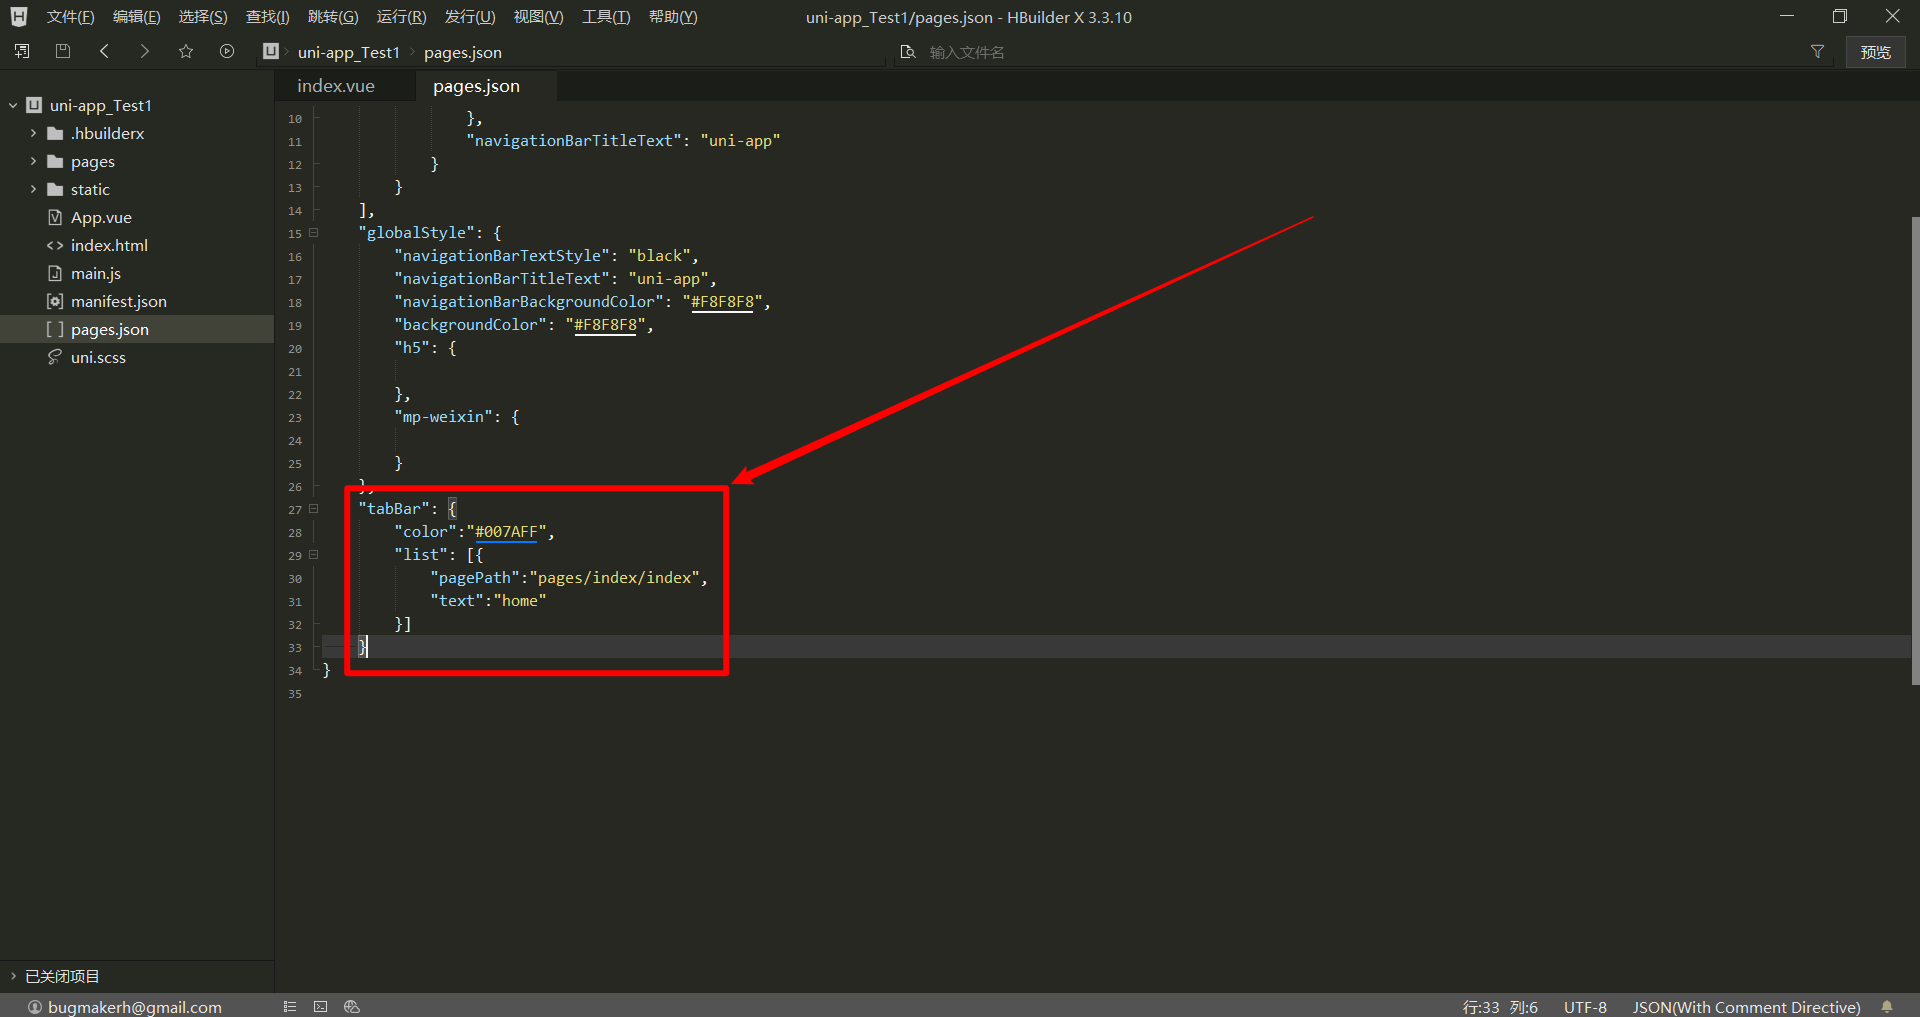 文件(F) 编辑(E) 选择(S) 查找(I) 跳转(G) 运行(R) 发行(U) 视图(V) 工具(T) 帮助(Y) uni-app_Test1/pages.json - HBuilder X 3.3.10
uni-app_Test1 pages.json 输入文件名 预览
index.vue pages.json
uni-app_Test1
.hbuilderx
pages
static
App.vue
index.html
main.js
manifest.json
pages.json
uni.scss
已关闭项目
10 },
11 "navigationBarTitleText": "uni-app"
12 }
13 }
14 ],
15 "globalStyle": {
16 "navigationBarTextStyle": "black",
17 "navigationBarTitleText": "uni-app",
18 "navigationBarBackgroundColor": "#F8F8F8",
19 "backgroundColor": "#F8F8F8",
20 "h5": {
21
22 },
23 "mp-weixin": {
24
25 }
26 },
27 "tabBar": {
28 "color":"#007AFF",
29 "list": [{
30 "pagePath":"pages/index/index",
31 "text":"home"
32 }]
33 }
34 }
35
bugmakerh@gmail.com 行:33 列:6 UTF-8 JSON(With Comment Directive)